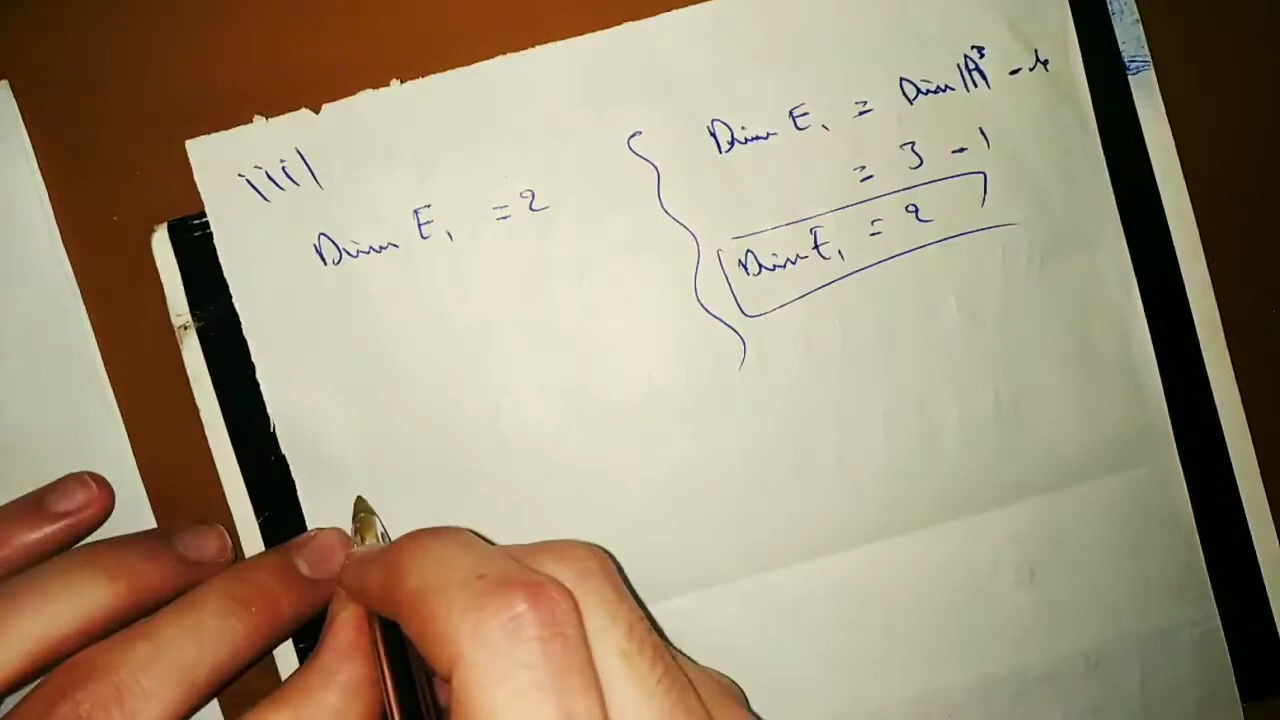 iii)
Dim E₁ = 2
Dim E₁ = Dim ℝ³ - 1
= 3 - 1
Dim E₁ = 2